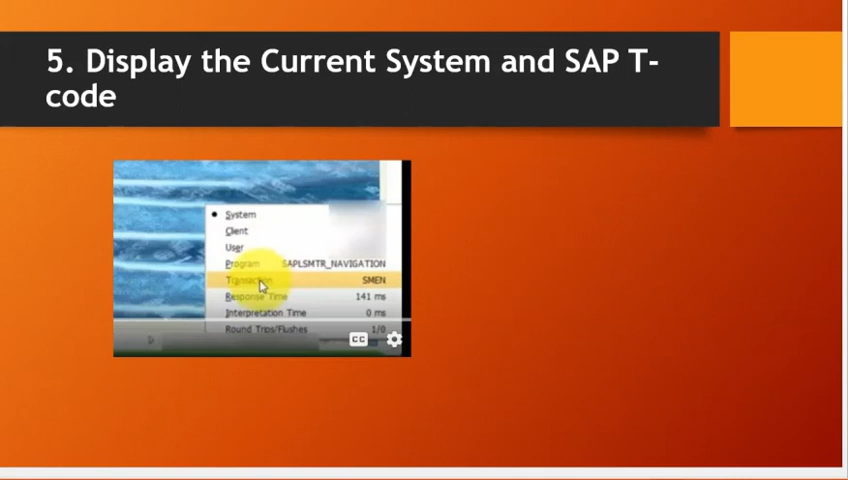 5. Display the Current System and SAP T-
code
System
Client
User
Program SAPLSMTR_NAVIGATION
Transaction SMEN
Response Time 141 ms
Interpretation Time 0 ms
Round Trips/Flushes 1/0
CC